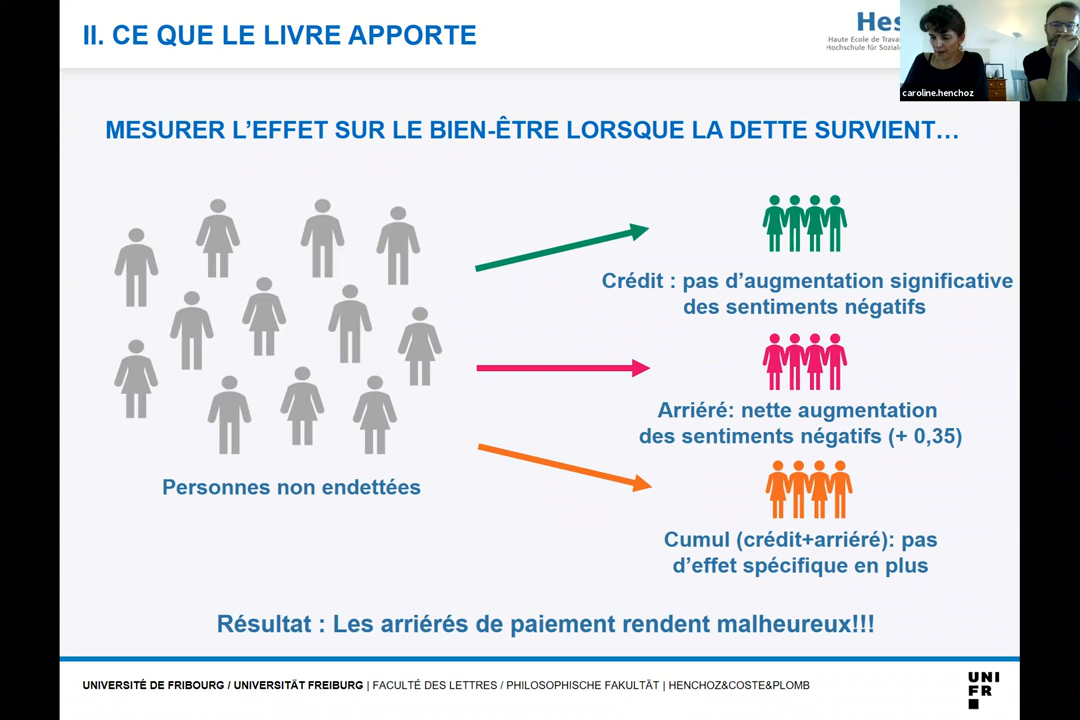 II. CE QUE LE LIVRE APPORTE
Hes
Haute Ecole de
Hochschule für
caroline.henchoz
MESURER L’EFFET SUR LE BIEN-ÊTRE LORSQUE LA DETTE SURVIENT…
Crédit : pas d’augmentation significative
des sentiments négatifs
Arriéré: nette augmentation
des sentiments négatifs (+ 0,35)
Personnes non endettées
Cumul (crédit+arriéré): pas
d’effet spécifique en plus
Résultat : Les arriérés de paiement rendent malheureux!!!
UNIVERSITÉ DE FRIBOURG / UNIVERSITÄT FREIBURG | FACULTÉ DES LETTRES / PHILOSOPHISCHE FAKULTÄT | HENCHOZ&COSTE&PLOMB
UNI
FR